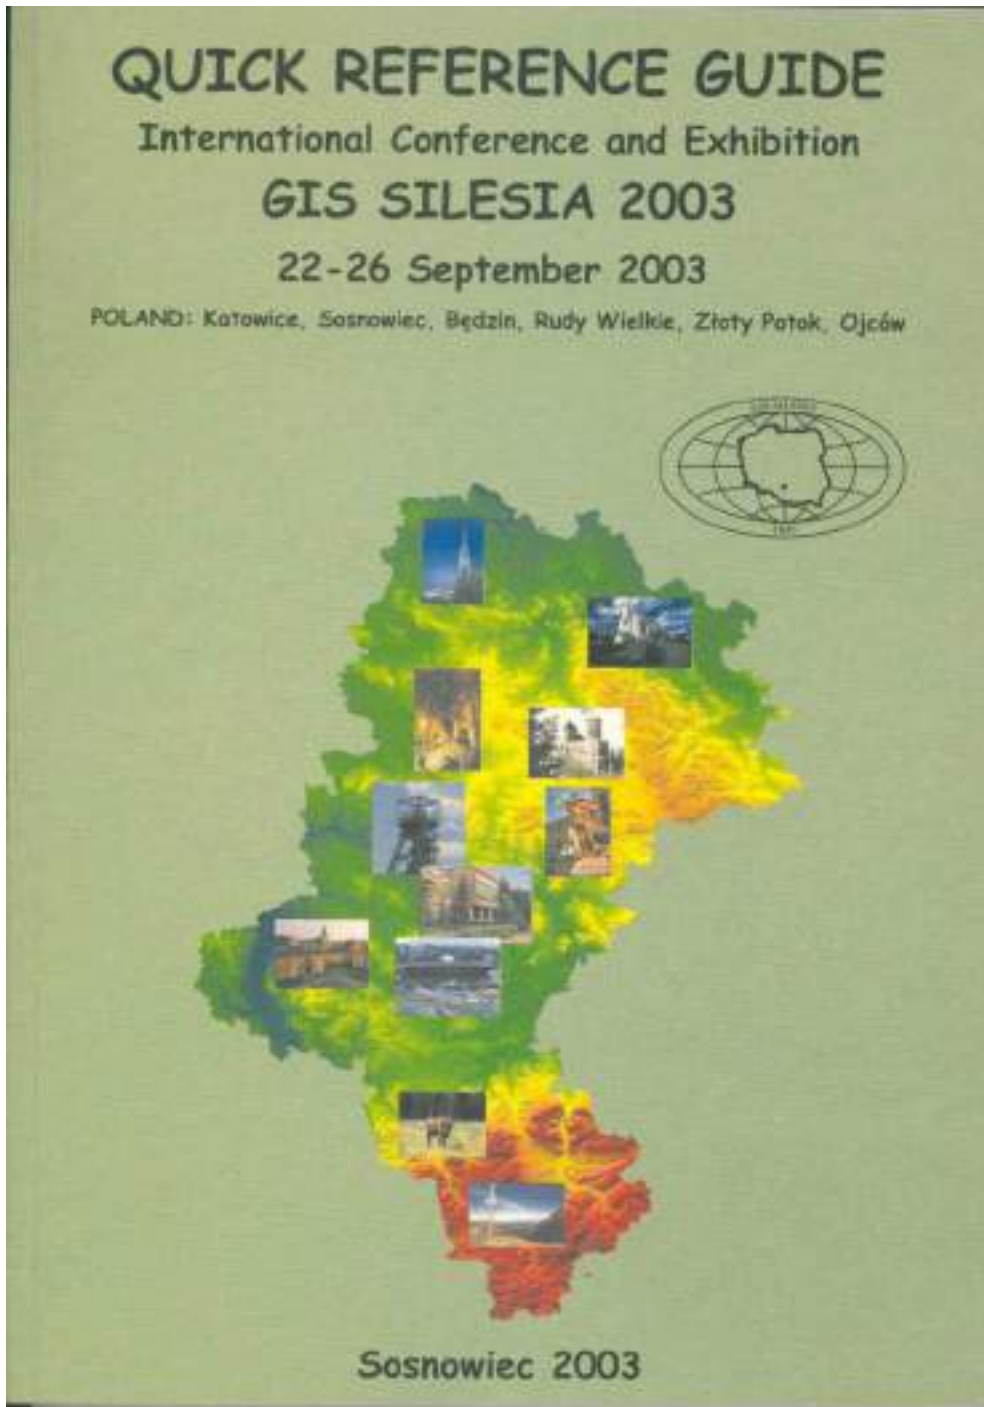 QUICK REFERENCE GUIDE
International Conference and Exhibition
GIS SILESIA 2003
22-26 September 2003
POLAND: Katowice, Sosnowiec, Będzin, Rudy Wielkie, Złoty Potok, Ojców
Sosnowiec 2003